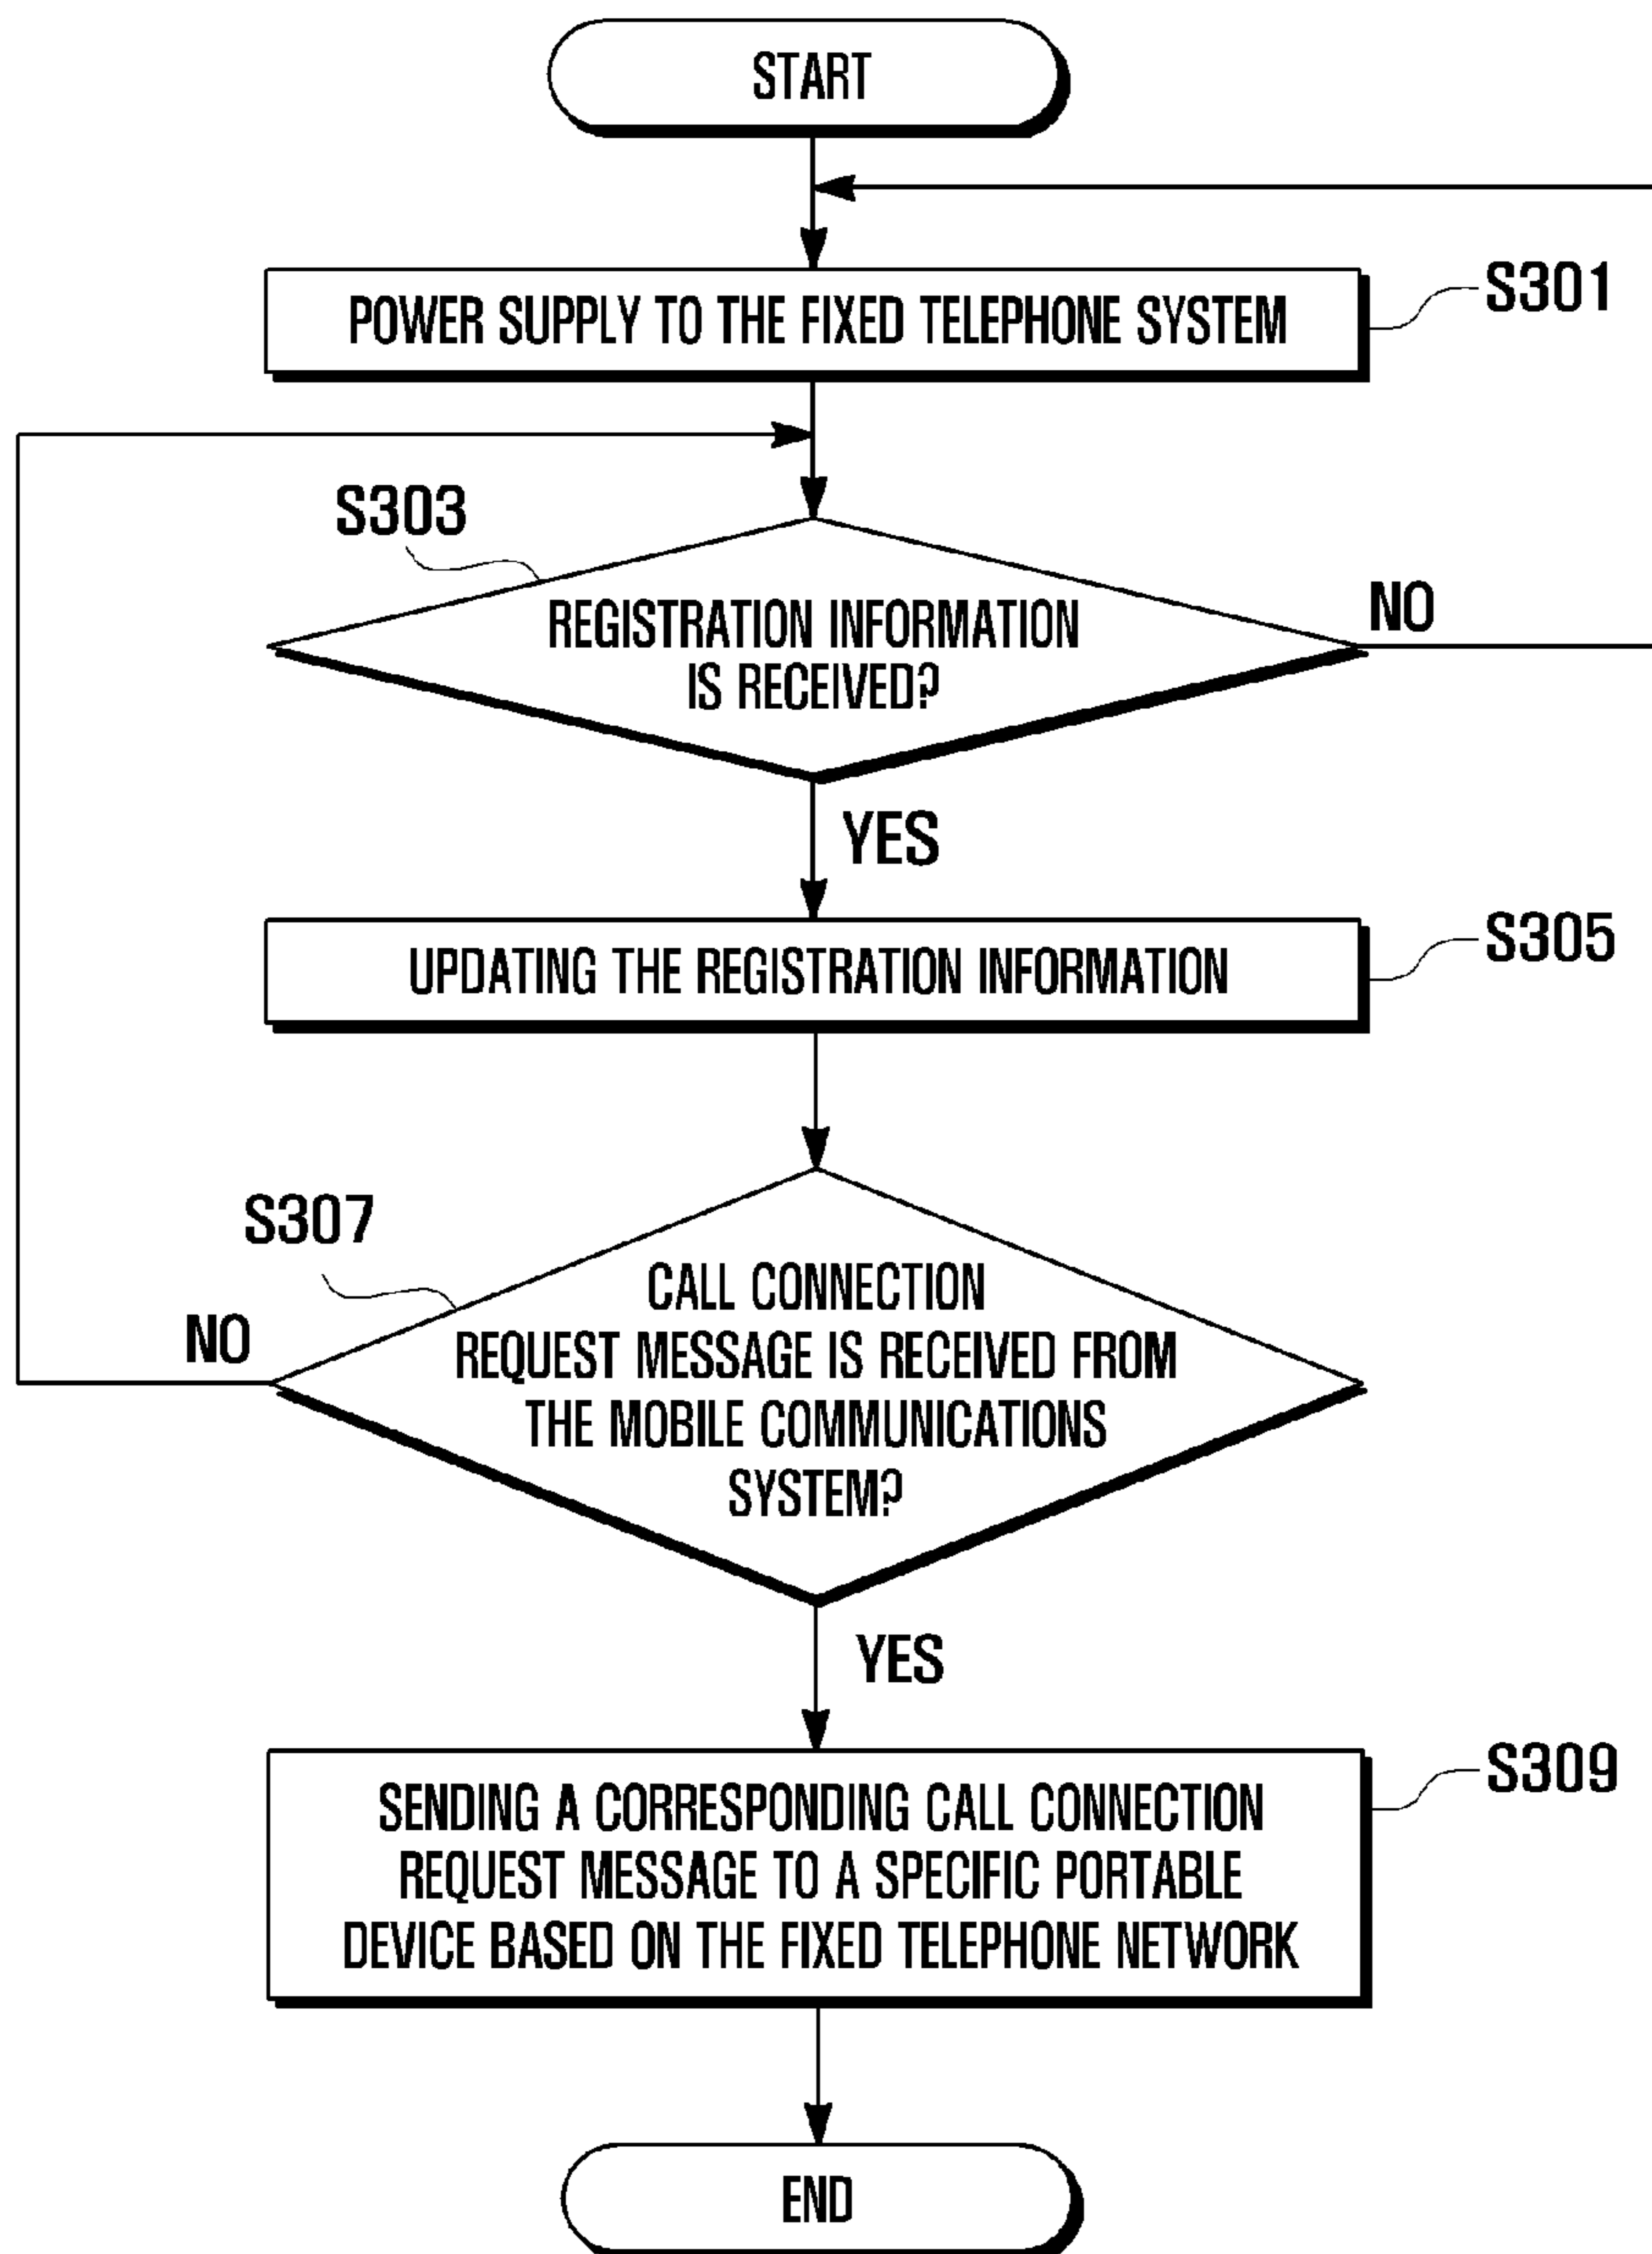 START
POWER SUPPLY TO THE FIXED TELEPHONE SYSTEM
S301
S303
REGISTRATION INFORMATION
IS RECEIVED?
NO
YES
UPDATING THE REGISTRATION INFORMATION
S305
S307
CALL CONNECTION
REQUEST MESSAGE IS RECEIVED FROM
THE MOBILE COMMUNICATIONS
SYSTEM?
NO
YES
SENDING A CORRESPONDING CALL CONNECTION
REQUEST MESSAGE TO A SPECIFIC PORTABLE
DEVICE BASED ON THE FIXED TELEPHONE NETWORK
S309
END